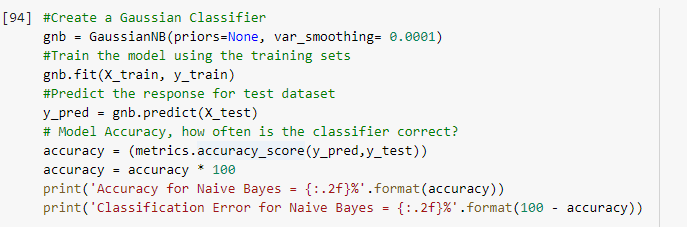 [94] #Create a Gaussian Classifier
gnb = GaussianNB(priors=None, var_smoothing= 0.0001)
#Train the model using the training sets
gnb.fit(X_train, y_train)
#Predict the response for test dataset
y_pred = gnb.predict(X_test)
# Model Accuracy, how often is the classifier correct?
accuracy = (metrics.accuracy_score(y_pred,y_test))
accuracy = accuracy * 100
print('Accuracy for Naive Bayes = {:.2f}%'.format(accuracy))
print('Classification Error for Naive Bayes = {:.2f}%'.format(100 - accuracy))